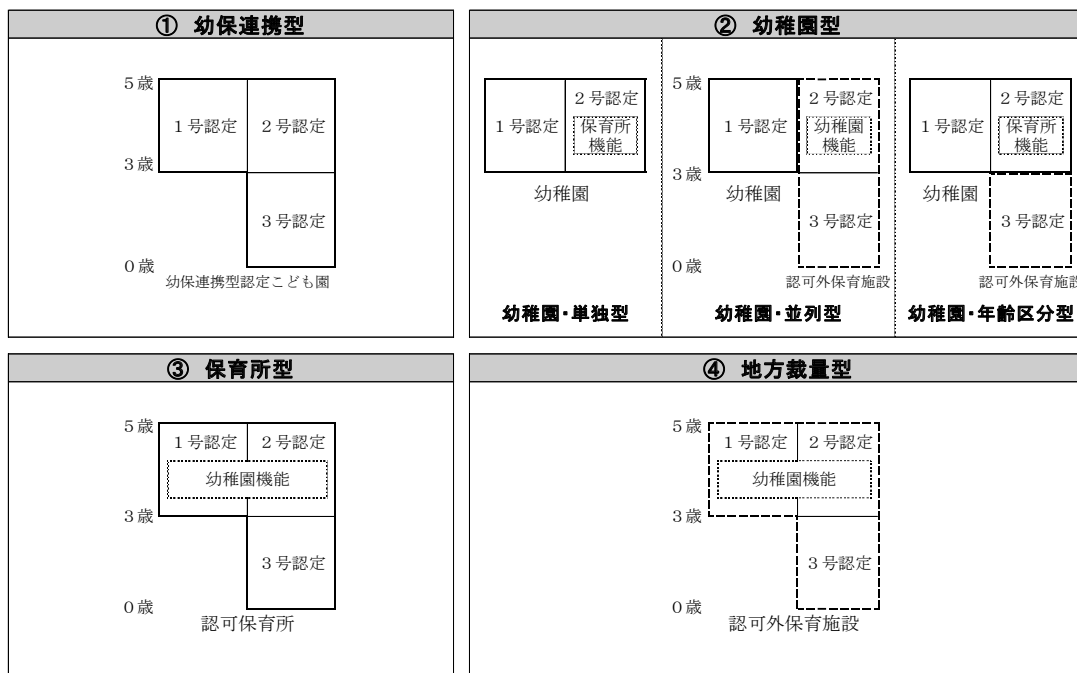 ① 幼保連携型
5歳
1号認定
2号認定
3歳
3号認定
0歳
幼保連携型認定こども園
② 幼稚園型
1号認定
2号認定
保育所
機能
幼稚園
幼稚園・単独型
5歳
1号認定
2号認定
幼稚園
機能
3歳
幼稚園
3号認定
0歳
認可外保育施設
幼稚園・並列型
1号認定
2号認定
保育所
機能
幼稚園
3号認定
認可外保育施設
幼稚園・年齢区分型
③ 保育所型
5歳
1号認定
2号認定
幼稚園機能
3歳
3号認定
0歳
認可保育所
④ 地方裁量型
5歳
1号認定
2号認定
幼稚園機能
3歳
3号認定
0歳
認可外保育施設